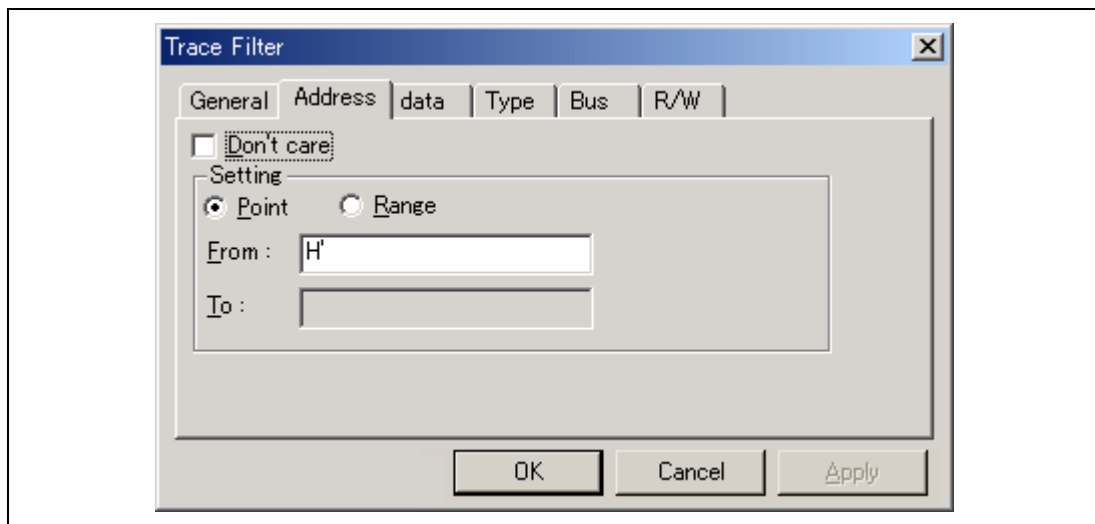 Trace Filter
General Address data Type Bus R/W
Don't care
Setting
Point Range
From : H'
To :
OK Cancel Apply